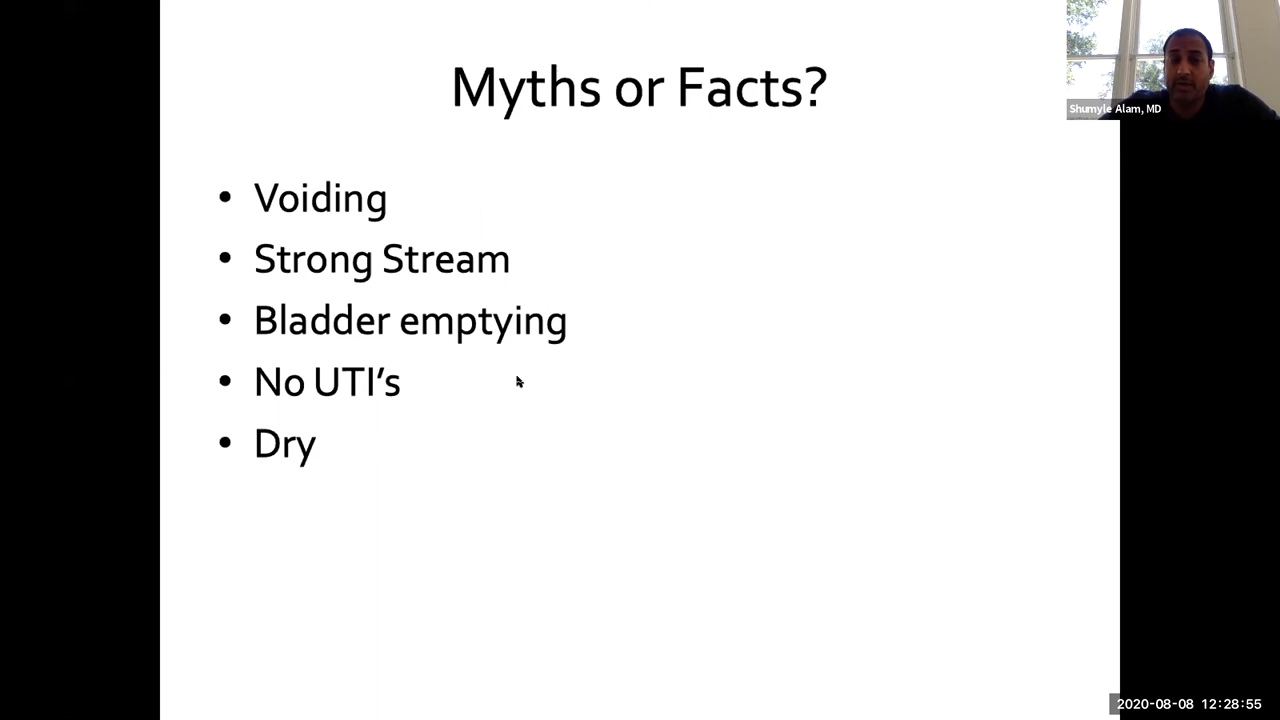 Myths or Facts?
Shumyle Alam, MD
• Voiding
• Strong Stream
• Bladder emptying
• No UTI's
• Dry
2020-08-08 12:28:55